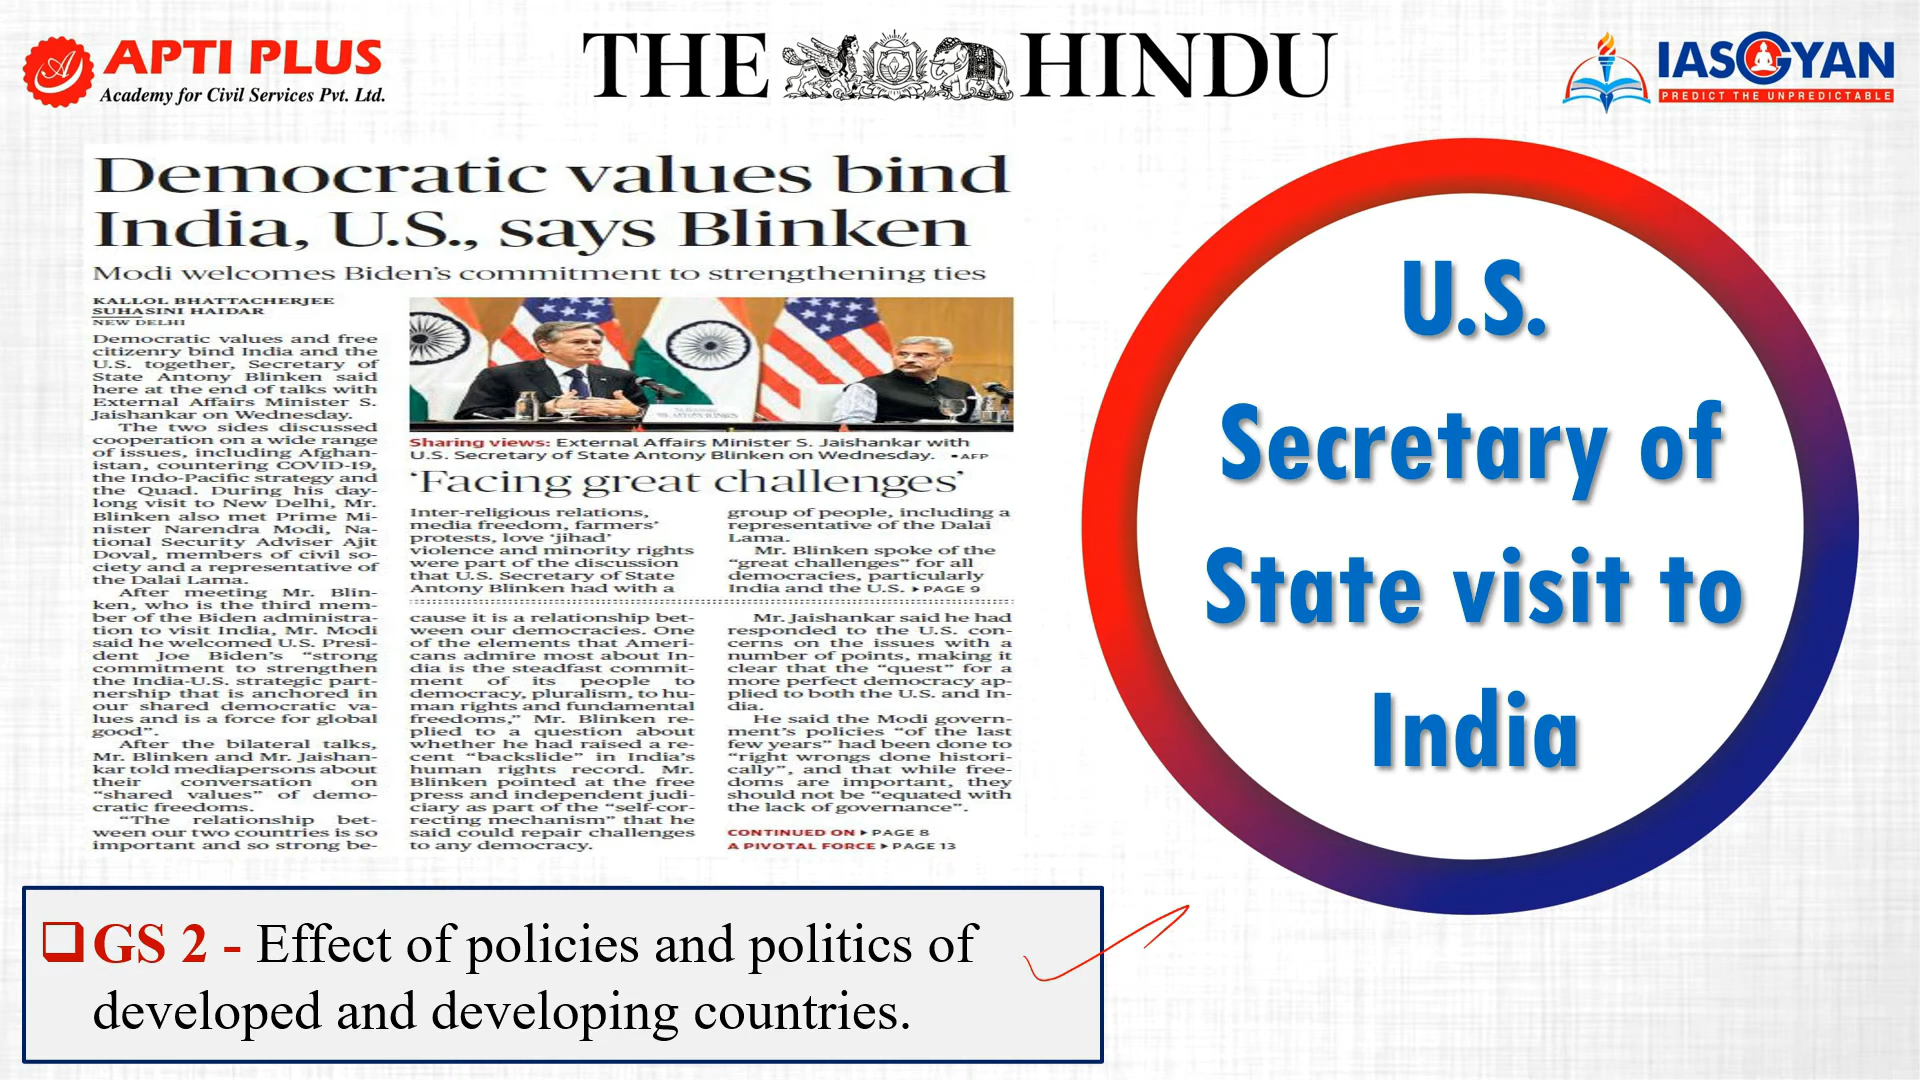 APTI PLUS
Academy for Civil Services Pvt. Ltd.
THE HINDU
IASGYAN
PREDICT THE UNPREDICTABLE
Democratic values bind
India, U.S., says Blinken
Modi welcomes Biden's commitment to strengthening ties
KALLOL BHATTACHERJEE
SUHASINI HAIDAR
NEW DELHI
Democratic values and free
citizenry bind India and the
U.S. together, Secretary of
State Antony Blinken said
here at the end of talks with
External Affairs Minister S.
Jaishankar on Wednesday.
The two sides discussed
cooperation on a wide range
of issues, including Afghan-
istan, countering COVID-19,
the Indo-Pacific strategy and
the Quad. During his day-
long visit to New Delhi, Mr.
Blinken also met Prime Mi-
nister Narendra Modi, Na-
tional Security Adviser Ajit
Doval, members of civil so-
ciety and a representative of
the Dalai Lama.
After meeting Mr. Blin-
ken, who is the third mem-
ber of the Biden administra-
tion to visit India, Mr. Modi
said he welcomed U.S. Presi-
dent Joe Biden's “strong
commitment to strengthen
the India-U.S. strategic part-
nership that is anchored in
our shared democratic va-
lues and is a force for global
good”.
After the bilateral talks,
Mr. Blinken and Mr. Jaishan-
kar told mediapersons about
their conversation on
“shared values” of demo-
cratic freedoms.
“The relationship bet-
ween our two countries is so
important and so strong be-
Sharing views: External Affairs Minister S. Jaishankar with
U.S. Secretary of State Antony Blinken on Wednesday. •AFP
‘Facing great challenges’
Inter-religious relations,
media freedom, farmers'
protests, love ‘jihad’
violence and minority rights
were part of the discussion
that U.S. Secretary of State
Antony Blinken had with a
group of people, including a
representative of the Dalai
Lama.
Mr. Blinken spoke of the
“great challenges” for all
democracies, particularly
India and the U.S. ▸PAGE 9
cause it is a relationship bet-
ween our democracies. One
of the elements that Ameri-
cans admire most about In-
dia is the steadfast commit-
ment of its people to
democracy, pluralism, to hu-
man rights and fundamental
freedoms,” Mr. Blinken re-
plied to a question about
whether he had raised a re-
cent “backslide” in India's
human rights record. Mr.
Blinken pointed at the free
press and independent judi-
ciary as part of the “self-cor-
recting mechanism” that he
said could repair challenges
to any democracy.
Mr. Jaishankar said he had
responded to the U.S. con-
cerns on the issues with a
number of points, making it
clear that the “quest” for a
more perfect democracy ap-
plied to both the U.S. and In-
dia.
He said the Modi govern-
ment's policies “of the last
few years” had been done to
“right wrongs done histori-
cally”, and that while free-
doms are important, they
should not be “equated with
the lack of governance”.
CONTINUED ON ▸ PAGE 8
A PIVOTAL FORCE ▸ PAGE 13
U.S.
Secretary of
State visit to
India
GS 2 - Effect of policies and politics of
developed and developing countries.